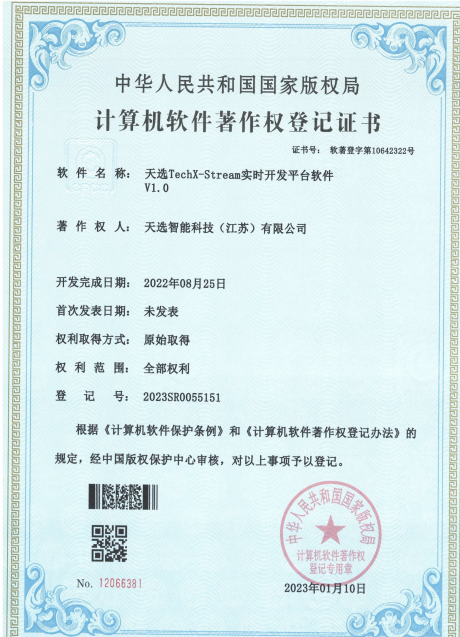 中华人民共和国国家版权局
计算机软件著作权登记证书
证书号： 软著登字第10642322号
软件名称： 天选TechX-Stream实时开发平台软件
V1.0
著作权人： 天选智能科技（江苏）有限公司
开发完成日期： 2022年08月25日
首次发表日期： 未发表
权利取得方式： 原始取得
权利范围： 全部权利
登记号： 2023SR0055151
根据《计算机软件保护条例》和《计算机软件著作权登记办法》的
规定，经中国版权保护中心审核，对以上事项予以登记。
中华人民共和国国家版权局
计算机软件著作权
登记专用章
No. 12066381
2023年01月10日